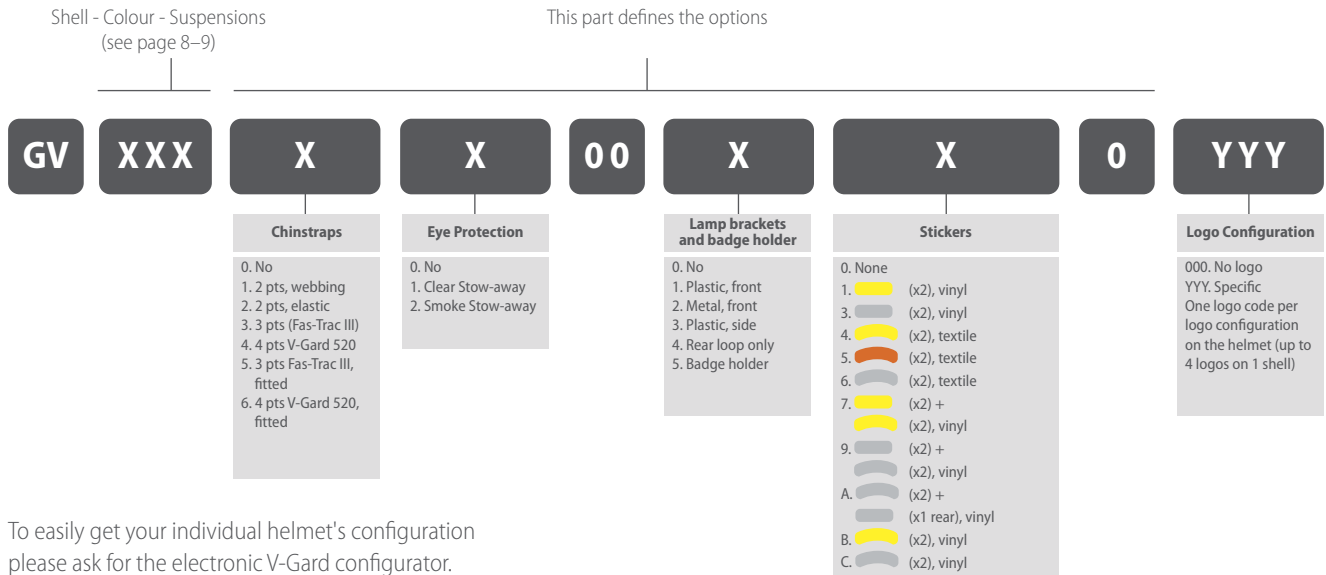 Shell - Colour - Suspensions
(see page 8–9)
This part defines the options
GV
XXX
X
X
00
X
X
0
YYY
Chinstraps
0. No
1. 2 pts, webbing
2. 2 pts, elastic
3. 3 pts (Fas-Trac III)
4. 4 pts V-Gard 520
5. 3 pts Fas-Trac III,
fitted
6. 4 pts V-Gard 520,
fitted
Eye Protection
0. No
1. Clear Stow-away
2. Smoke Stow-away
Lamp brackets
and badge holder
0. No
1. Plastic, front
2. Metal, front
3. Plastic, side
4. Rear loop only
5. Badge holder
Stickers
0. None
1. (x2), vinyl
3. (x2), vinyl
4. (x2), textile
5. (x2), textile
6. (x2), textile
7. (x2) +
(x2), vinyl
9. (x2) +
(x2), vinyl
A. (x2) +
(x1 rear), vinyl
B. (x2), vinyl
C. (x2), vinyl
Logo Configuration
000. No logo
YYY. Specific
One logo code per
logo configuration
on the helmet (up to
4 logos on 1 shell)
To easily get your individual helmet's configuration
please ask for the electronic V-Gard configurator.